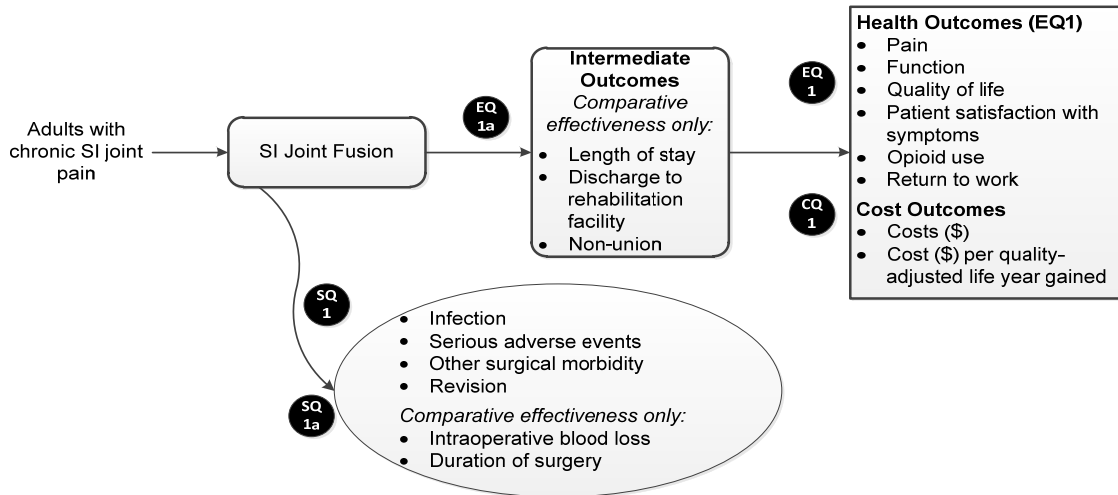 Adults with
chronic SI joint
pain
SI Joint Fusion
EQ
1a
Intermediate
Outcomes
Comparative
effectiveness only:
• Length of stay
• Discharge to
rehabilitation
facility
• Non-union
EQ
1
CQ
1
Health Outcomes (EQ1)
• Pain
• Function
• Quality of life
• Patient satisfaction with
symptoms
• Opioid use
• Return to work
Cost Outcomes
• Costs ($)
• Cost ($) per quality-
adjusted life year gained
SQ
1
SQ
1a
• Infection
• Serious adverse events
• Other surgical morbidity
• Revision
Comparative effectiveness only:
• Intraoperative blood loss
• Duration of surgery